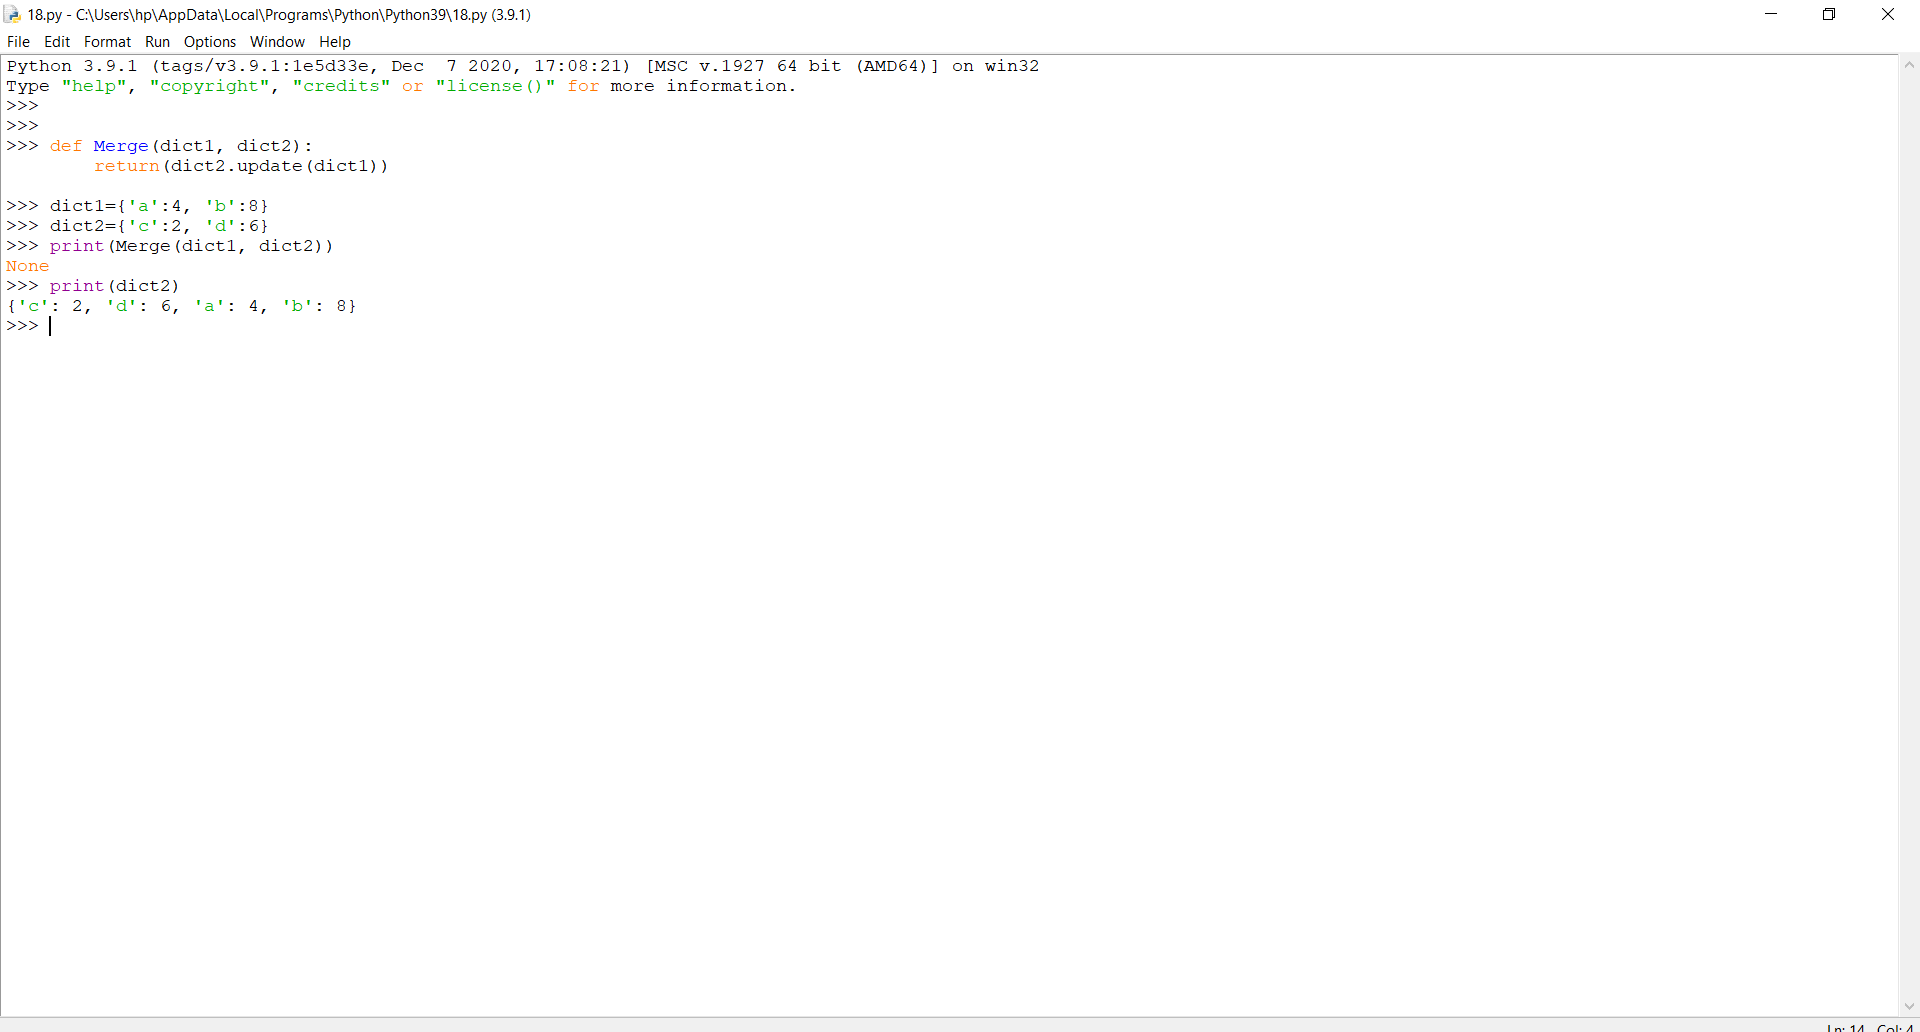 18.py - C:\Users\hp\AppData\Local\Programs\Python\Python39\18.py (3.9.1)
File Edit Format Run Options Window Help
Python 3.9.1 (tags/v3.9.1:1e5d33e, Dec  7 2020, 17:08:21) [MSC v.1927 64 bit (AMD64)] on win32
Type "help", "copyright", "credits" or "license()" for more information.
>>>
>>>
>>> def Merge(dict1, dict2):
        return(dict2.update(dict1))
>>> dict1={'a':4, 'b':8}
>>> dict2={'c':2, 'd':6}
>>> print(Merge(dict1, dict2))
None
>>> print(dict2)
{'c': 2, 'd': 6, 'a': 4, 'b': 8}
>>>
Ln: 14 Col: 4